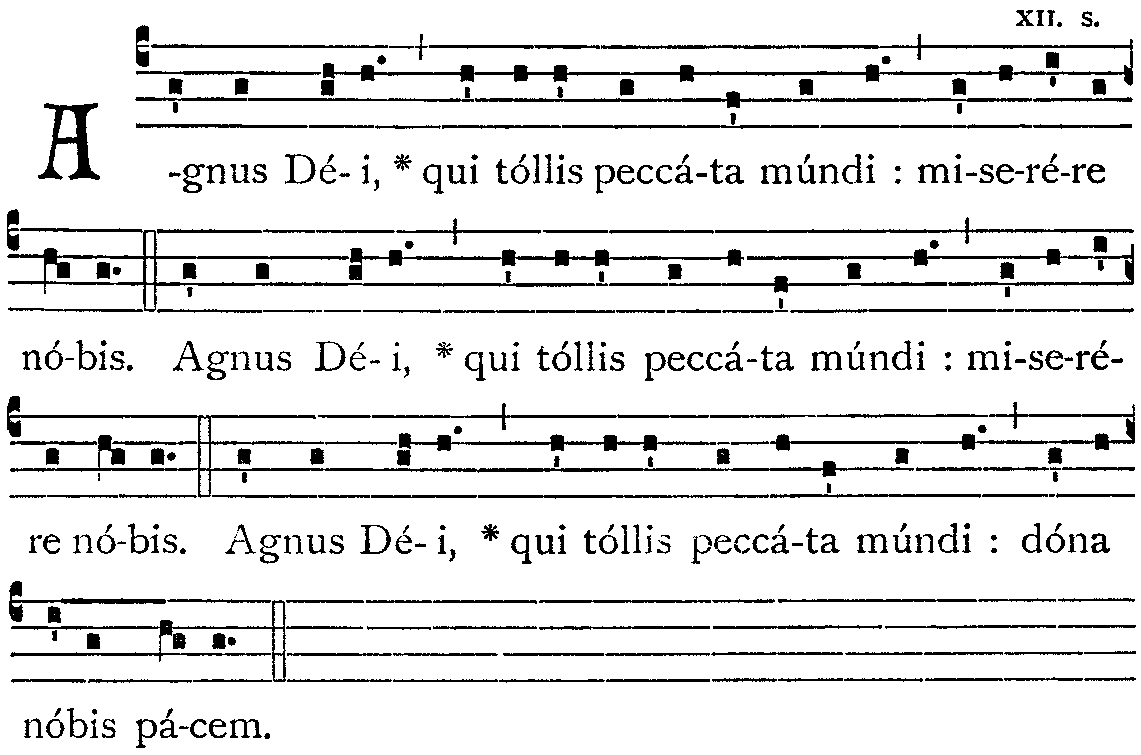 XII. s.
A-gnus Dé- i, * qui tóllis peccá-ta múndi : mi-se-ré-re
nó-bis. Agnus Dé- i, * qui tóllis peccá-ta múndi : mi-se-ré-
re nó-bis. Agnus Dé- i, * qui tóllis peccá-ta múndi : dóna
nóbis pá-cem.